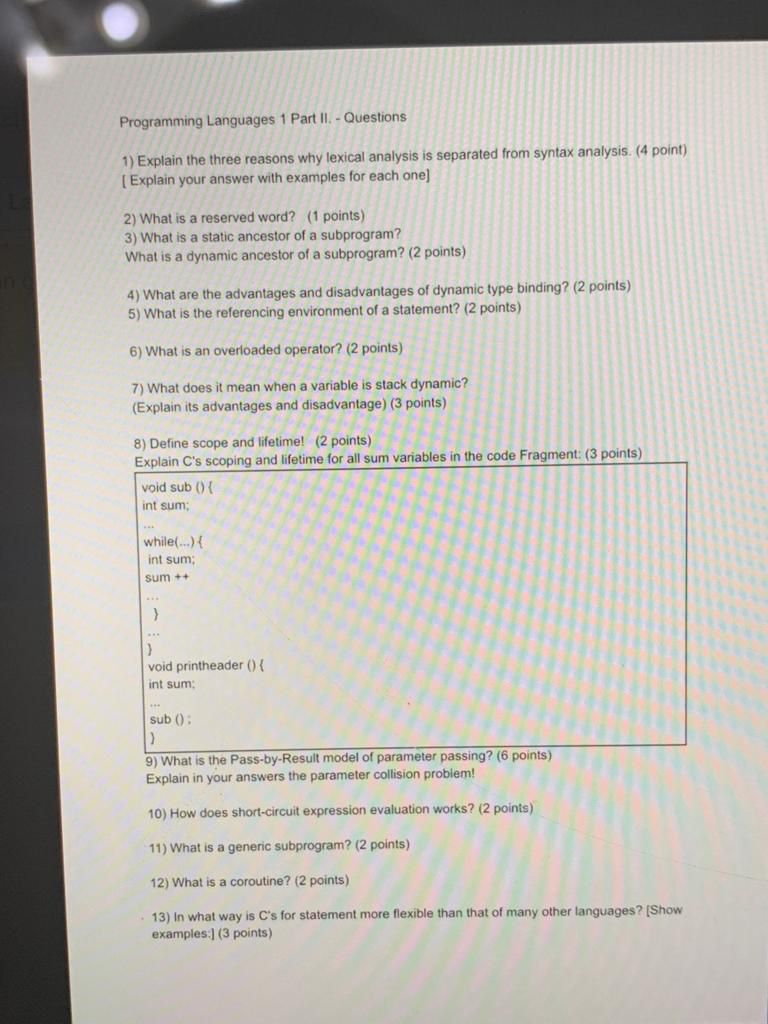 Programming Languages 1 Part II. - Questions
1) Explain the three reasons why lexical analysis is separated from syntax analysis. (4 point)
[ Explain your answer with examples for each one]
2) What is a reserved word? (1 points)
3) What is a static ancestor of a subprogram?
What is a dynamic ancestor of a subprogram? (2 points)
4) What are the advantages and disadvantages of dynamic type binding? (2 points)
5) What is the referencing environment of a statement? (2 points)
6) What is an overloaded operator? (2 points)
7) What does it mean when a variable is stack dynamic?
(Explain its advantages and disadvantage) (3 points)
8) Define scope and lifetime! (2 points)
Explain C's scoping and lifetime for all sum variables in the code Fragment: (3 points)
void sub () {
int sum;
...
while(...) {
int sum;
sum ++
...
}
...
}
void printheader () {
int sum;
...
sub () ;
}
9) What is the Pass-by-Result model of parameter passing? (6 points)
Explain in your answers the parameter collision problem!
10) How does short-circuit expression evaluation works? (2 points)
11) What is a generic subprogram? (2 points)
12) What is a coroutine? (2 points)
13) In what way is C's for statement more flexible than that of many other languages? [Show
examples:] (3 points)